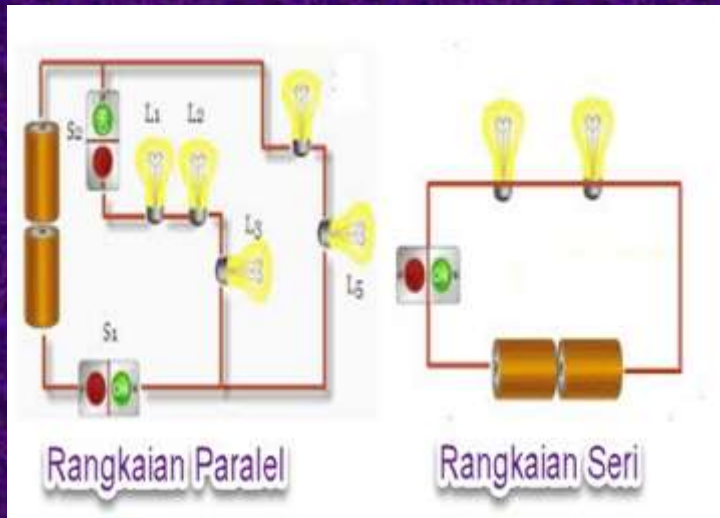 S2
L1 L2
L3
L5
S1
Rangkaian Paralel
Rangkaian Seri